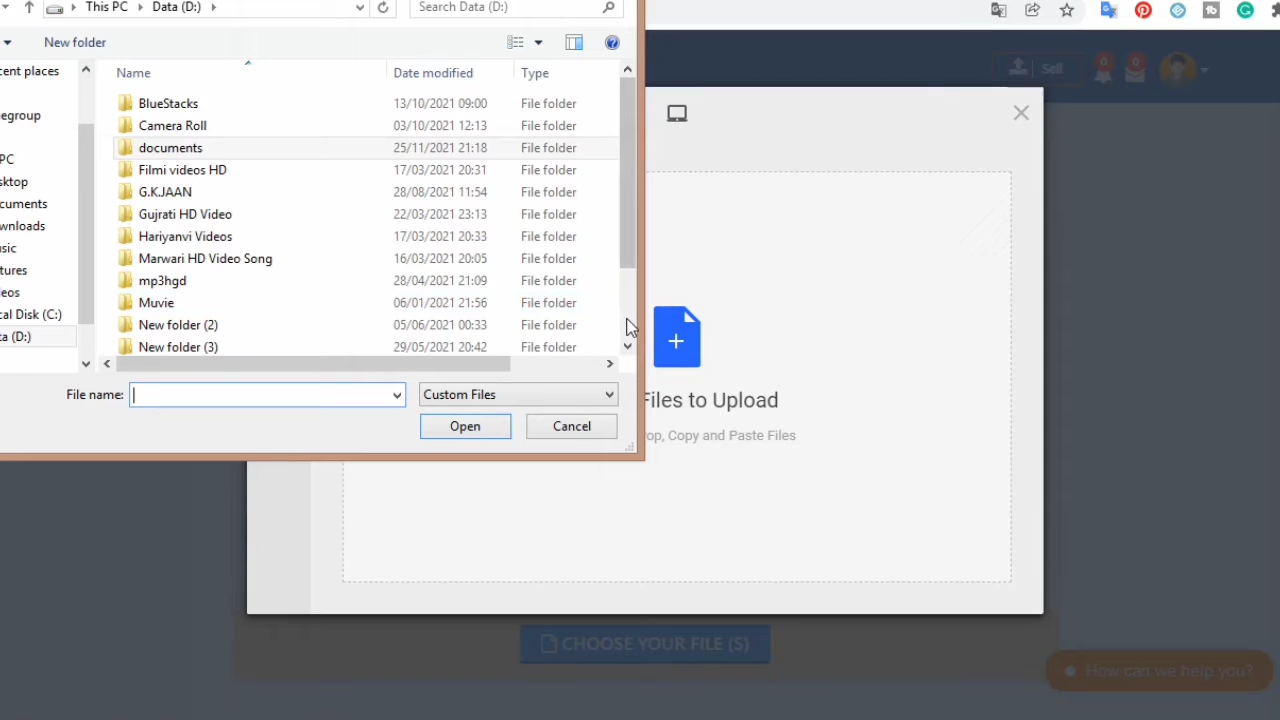 This PC
Data (D:)
Search Data (D:)
New folder
cent places
egroup
PC
sktop
cuments
wnloads
sic
tures
eos
cal Disk (C:)
ta (D:)
Name Date modified Type
BlueStacks 13/10/2021 09:00 File folder
Camera Roll 03/10/2021 12:13 File folder
documents 25/11/2021 21:18 File folder
Filmi videos HD 17/03/2021 20:31 File folder
G.K.JAAN 28/08/2021 11:54 File folder
Gujrati HD Video 22/03/2021 23:13 File folder
Hariyanvi Videos 17/03/2021 20:33 File folder
Marwari HD Video Song 16/03/2021 20:05 File folder
mp3hgd 28/04/2021 21:09 File folder
Muvie 06/01/2021 21:56 File folder
New folder (2) 05/06/2021 00:33 File folder
New folder (3) 29/05/2021 20:42 File folder
File name:
Custom Files
Open
Cancel
Sell
0
0
Files to Upload
op, Copy and Paste Files
CHOOSE YOUR FILE (S)
How can we help you?